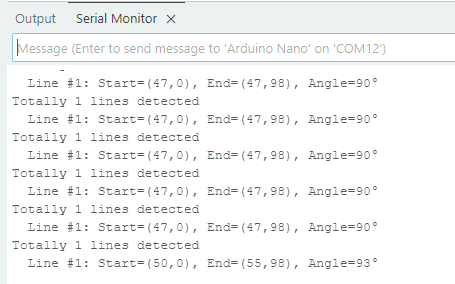 Output Serial Monitor ×
Message (Enter to send message to 'Arduino Nano' on 'COM12')
Line #1: Start=(47,0), End=(47,98), Angle=90°
Totally 1 lines detected
Line #1: Start=(47,0), End=(47,98), Angle=90°
Totally 1 lines detected
Line #1: Start=(47,0), End=(47,98), Angle=90°
Totally 1 lines detected
Line #1: Start=(47,0), End=(47,98), Angle=90°
Totally 1 lines detected
Line #1: Start=(47,0), End=(47,98), Angle=90°
Totally 1 lines detected
Line #1: Start=(50,0), End=(55,98), Angle=93°